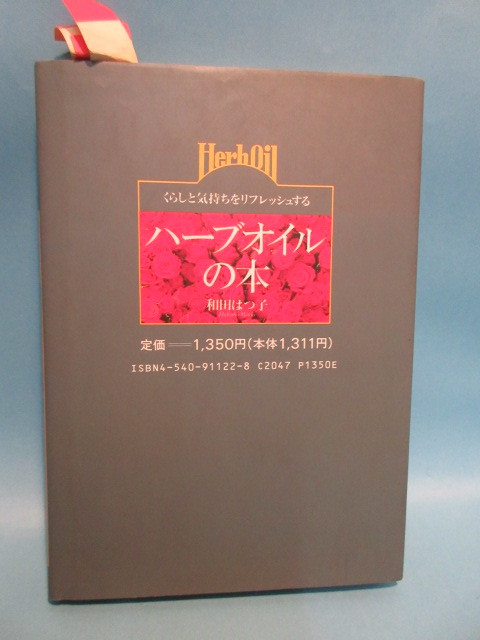 HerbOil
くらしと気持ちをリフレッシュする
ハーブオイル
の本
和田はつ子
定価──1,350円(本体1,311円)
ISBN4-540-91122-8 C2047 P1350E